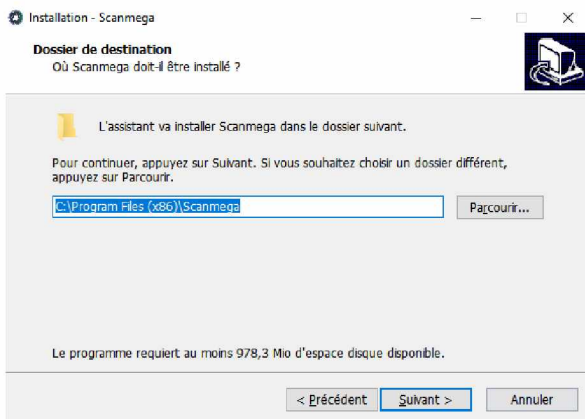 Installation - Scanmega
Dossier de destination
Où Scanmega doit-il être installé ?
L'assistant va installer Scanmega dans le dossier suivant.
Pour continuer, appuyez sur Suivant. Si vous souhaitez choisir un dossier différent,
appuyez sur Parcourir.
C:\Program Files (x86)\Scanmega
Parcourir...
Le programme requiert au moins 978,3 Mio d'espace disque disponible.
< Précédent
Suivant >
Annuler